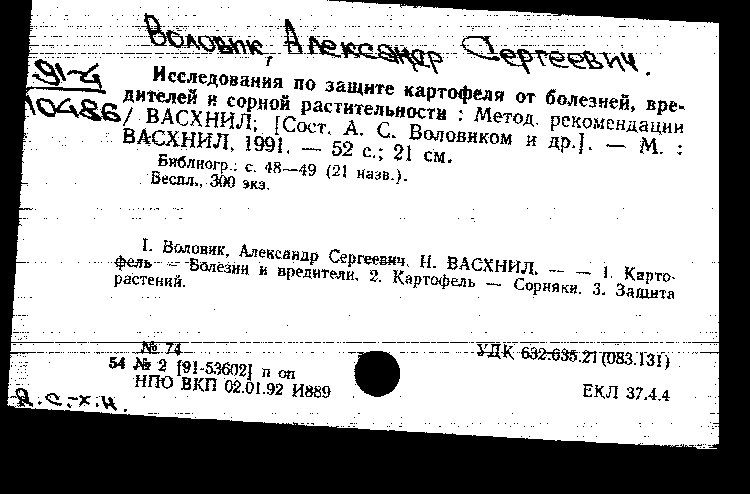 Воловик, Александр Сергеевич.
91-4
10486
Исследования по защите картофеля от болезней, вре-
дителей и сорной растительности : Метод. рекомендации
/ ВАСХНИЛ; [Сост. А. С. Воловиком и др.]. — М. :
ВАСХНИЛ, 1991. — 52 с.; 21 см.
Библиогр.: с. 48—49 (21 назв.).
Беспл., 300 экз.
I. Воловик, Александр Сергеевич. II. ВАСХНИЛ. — — 1. Карто-
фель — Болезни и вредители. 2. Картофель — Сорняки. 3. Защита
растений.
№ 74
УДК 632:635.21(083.131)
54 № 2 [91-53602] п оп
НПО ВКП 02.01.92 И889
ЕКЛ 37.4.4